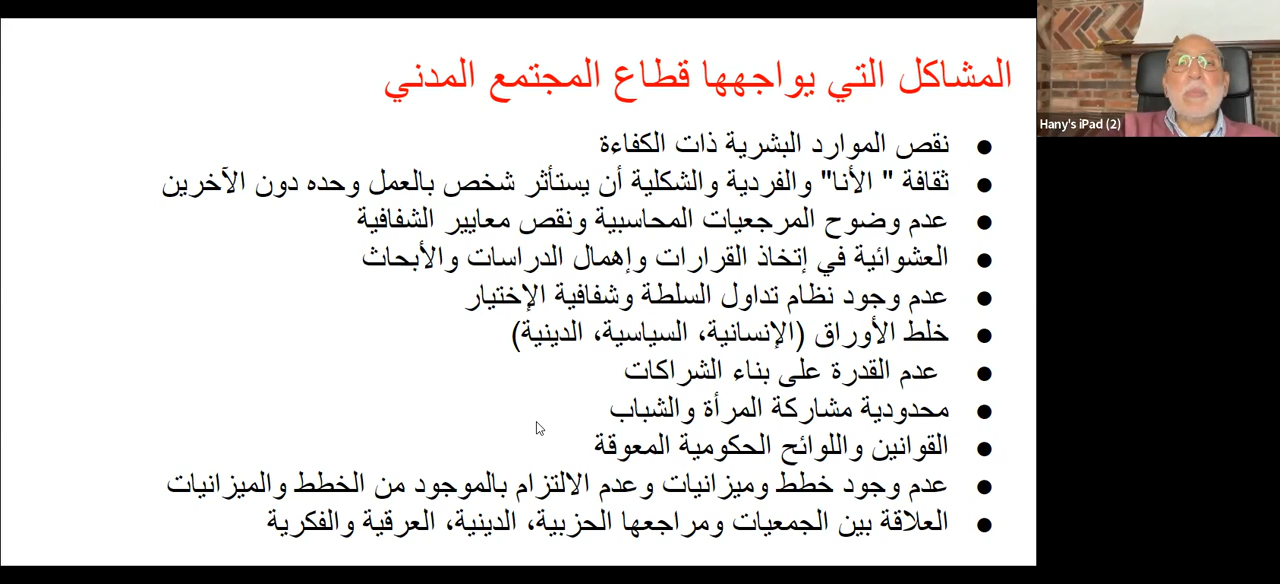 المشاكل التي يواجهها قطاع المجتمع المدني
● نقص الموارد البشرية ذات الكفاءة
● ثقافة " الأنا" والفردية والشكلية أن يستأثر شخص بالعمل وحده دون الآخرين
● عدم وضوح المرجعيات المحاسبية ونقص معايير الشفافية
● العشوائية في إتخاذ القرارات وإهمال الدراسات والأبحاث
● عدم وجود نظام تداول السلطة وشفافية الإختيار
● خلط الأوراق (الإنسانية، السياسية، الدينية)
● عدم القدرة على بناء الشراكات
● محدودية مشاركة المرأة والشباب
● القوانين واللوائح الحكومية المعوقة
● عدم وجود خطط وميزانيات وعدم الالتزام بالموجود من الخطط والميزانيات
● العلاقة بين الجمعيات ومراجعها الحزبية، الدينية، العرقية والفكرية
Hany's iPad (2)